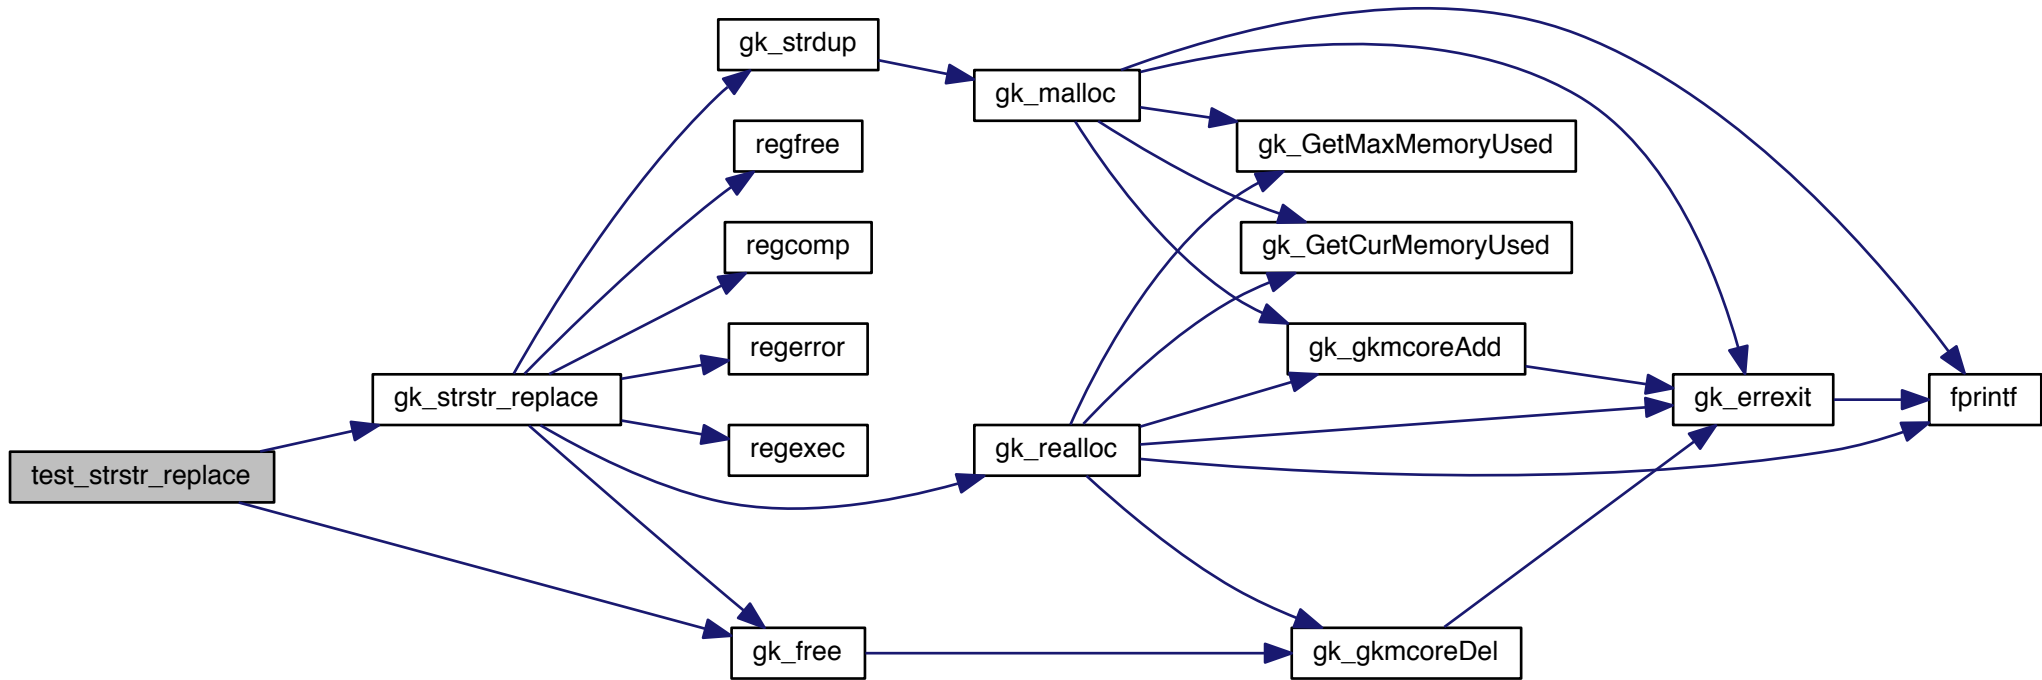 test_strstr_replace
gk_strstr_replace
gk_strdup
regfree
regcomp
regerror
regexec
gk_free
gk_malloc
gk_realloc
gk_GetMaxMemoryUsed
gk_GetCurMemoryUsed
gk_gkmcoreAdd
gk_gkmcoreDel
gk_errexit
fprintf